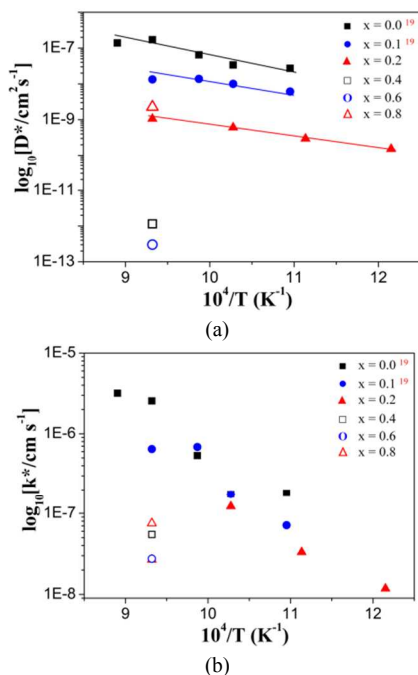 1E-7
1E-9
1E-11
1E-13
log₁₀[D*/cm²s⁻¹]
x = 0.0 ¹⁹
x = 0.1 ¹⁹
x = 0.2
x = 0.4
x = 0.6
x = 0.8
9 10 11 12
10⁴/T (K⁻¹)
(a)
1E-5
1E-6
1E-7
1E-8
log₁₀[k*/cm s⁻¹]
x = 0.0 ¹⁹
x = 0.1 ¹⁹
x = 0.2
x = 0.4
x = 0.6
x = 0.8
9 10 11 12
10⁴/T (K⁻¹)
(b)